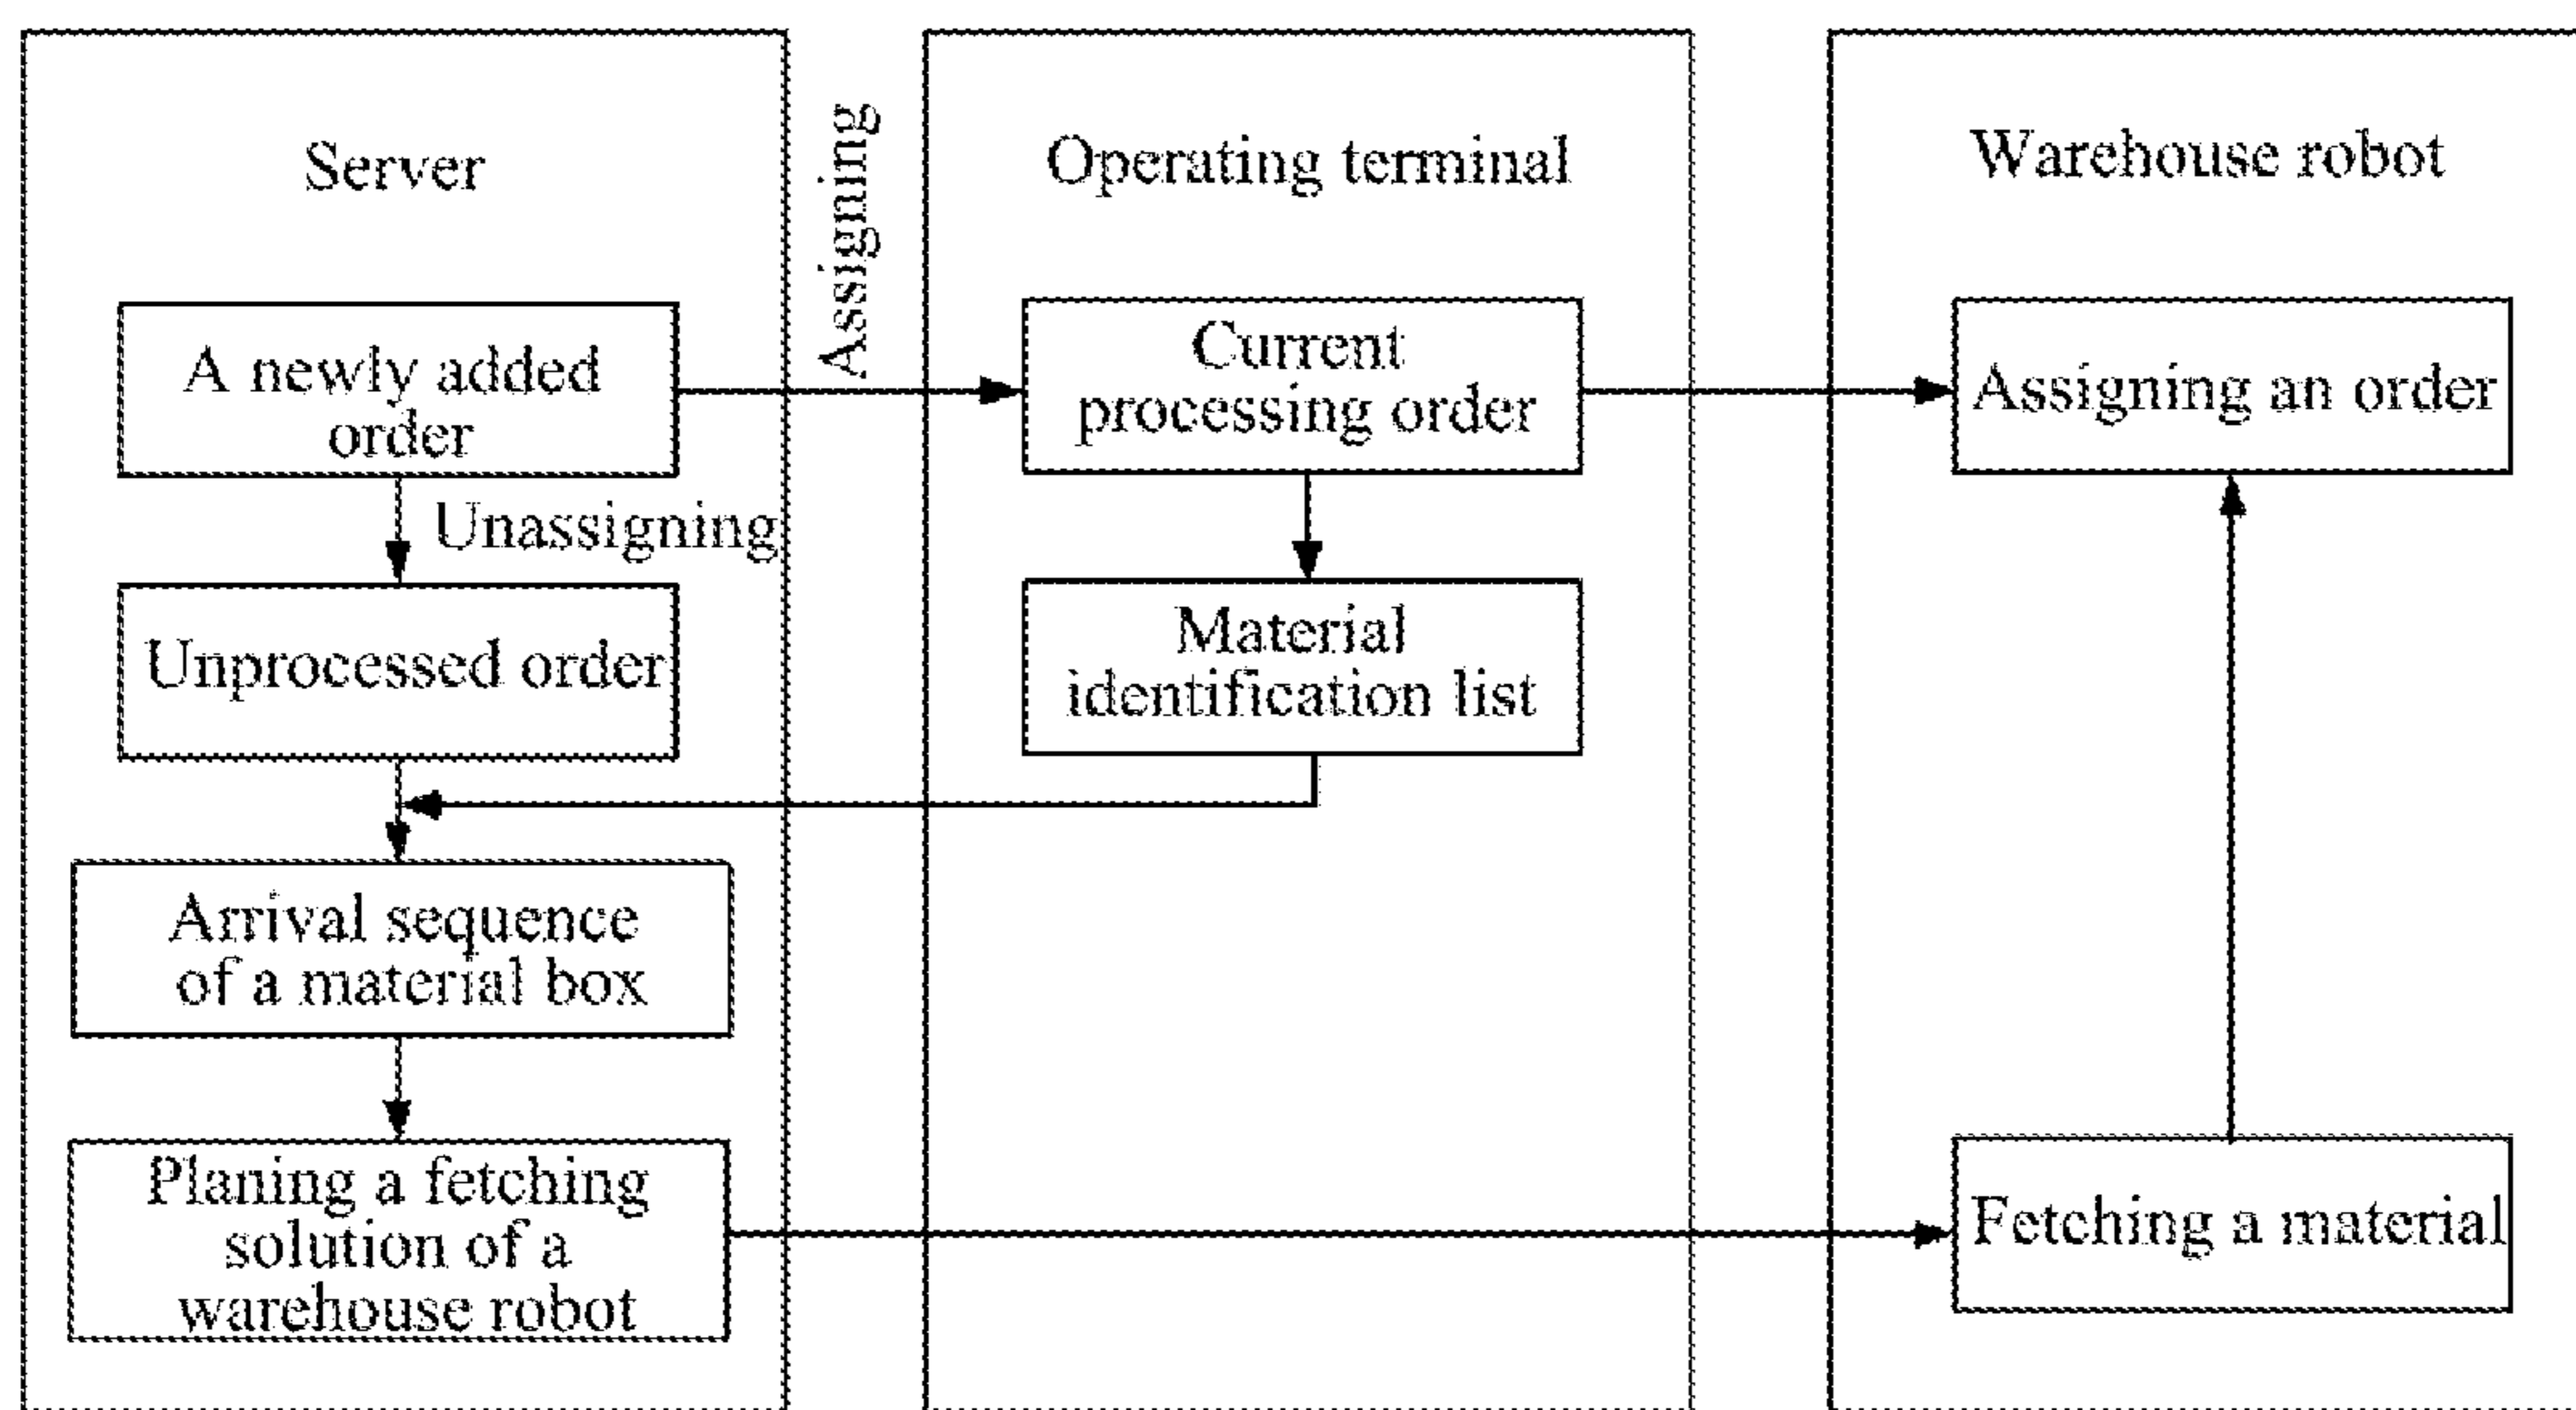 Server
Assigning
Operating terminal
Warehouse robot
A newly added
order
Current
processing order
Assigning an order
Unassigning
Unprocessed order
Material
identification list
Arrival sequence
of a material box
Planing a fetching
solution of a
warehouse robot
Fetching a material